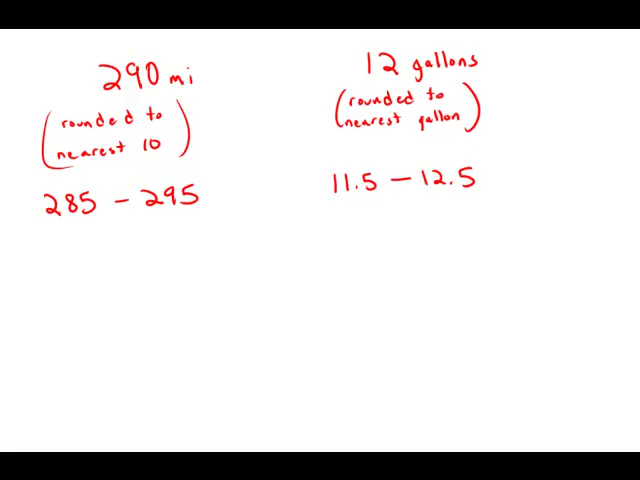 290 mi
(rounded to
nearest 10)
285 - 295
12 gallons
(rounded to
nearest gallon)
11.5 - 12.5